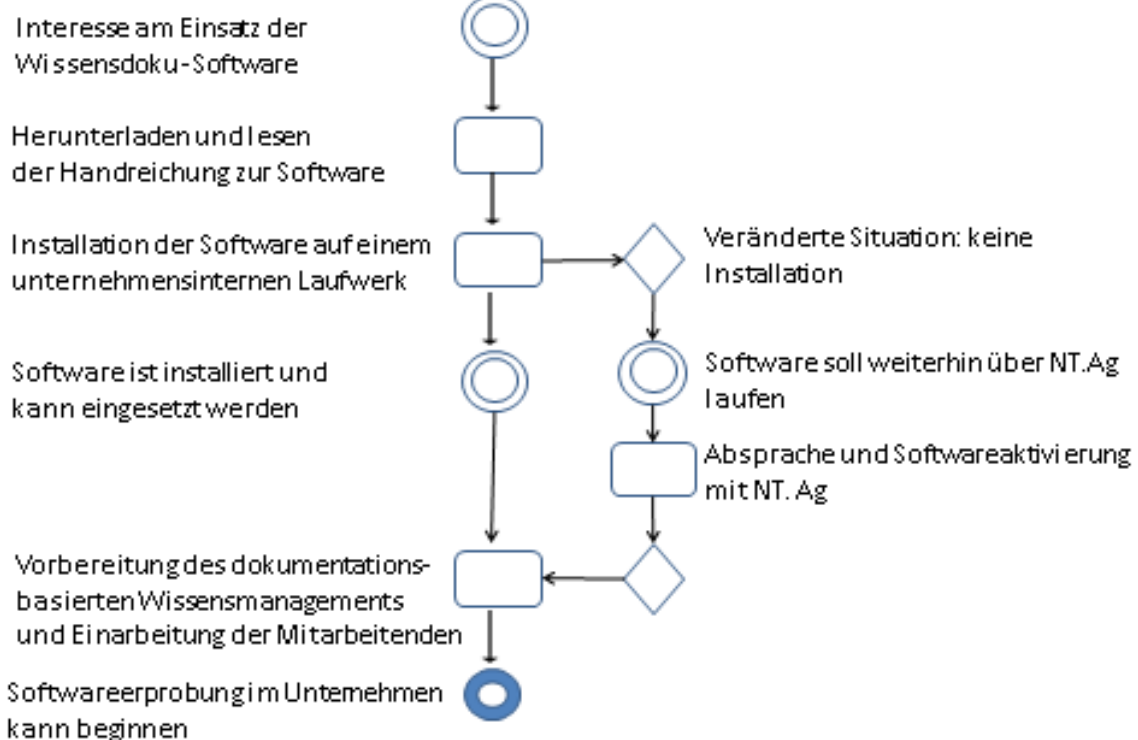 Interesse am Einsatz der
Wissensdoku-Software
Herunterladen und lesen
der Handreichung zur Software
Installation der Software auf einem
unternehmensinternen Laufwerk
Veränderte Situation: keine
Installation
Software ist installiert und
kann eingesetzt werden
Software soll weiterhin über NT.Ag
laufen
Absprache und Softwareaktivierung
mit NT. Ag
Vorbereitung des dokumentations-
basierten Wissensmanagements
und Einarbeitung der Mitarbeitenden
Softwareerprobung im Unternehmen
kann beginnen